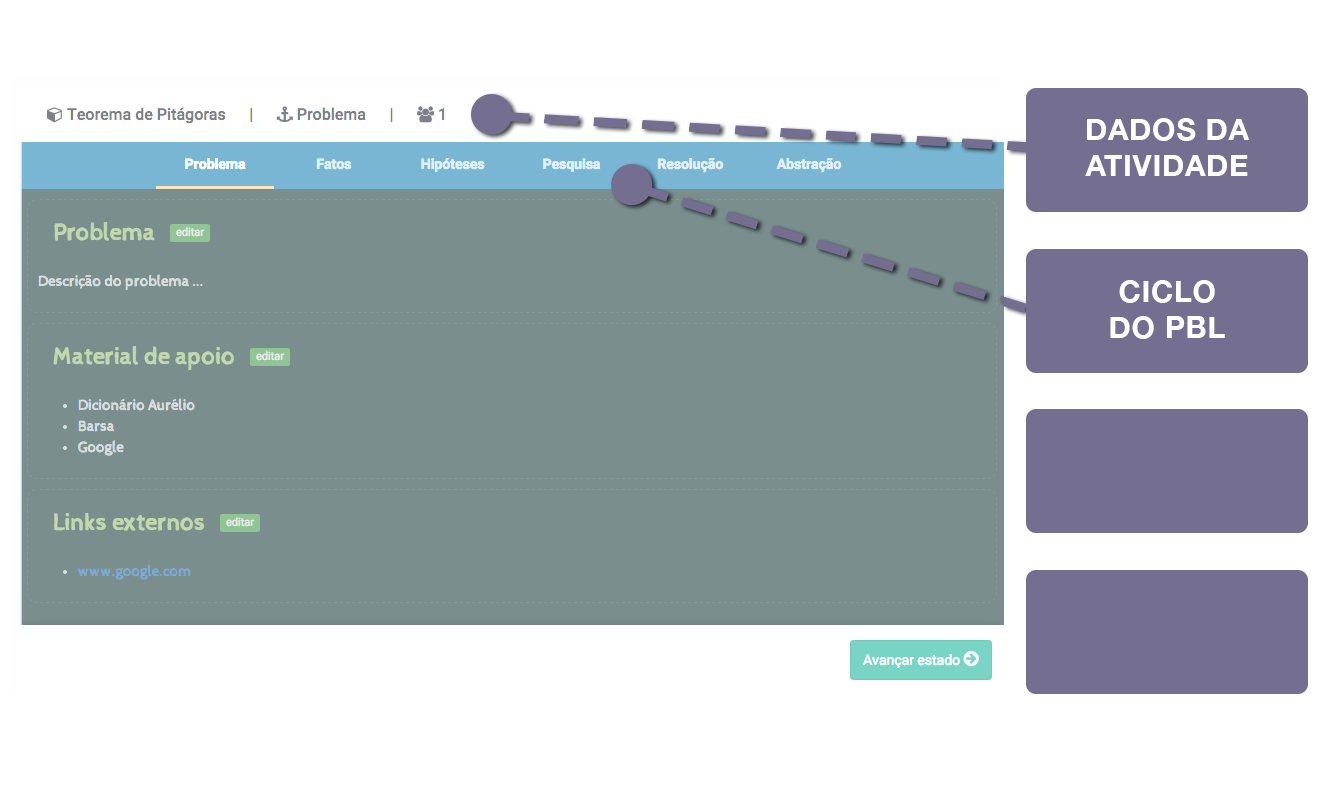 Teorema de Pitágoras | Problema | 1
Problema Fatos Hipóteses Pesquisa Resolução Abstração
Problema editar
Descrição do problema ...
Material de apoio editar
• Dicionário Aurélio
• Barsa
• Google
Links externos editar
• www.google.com
Avançar estado
DADOS DA
ATIVIDADE
CICLO
DO PBL